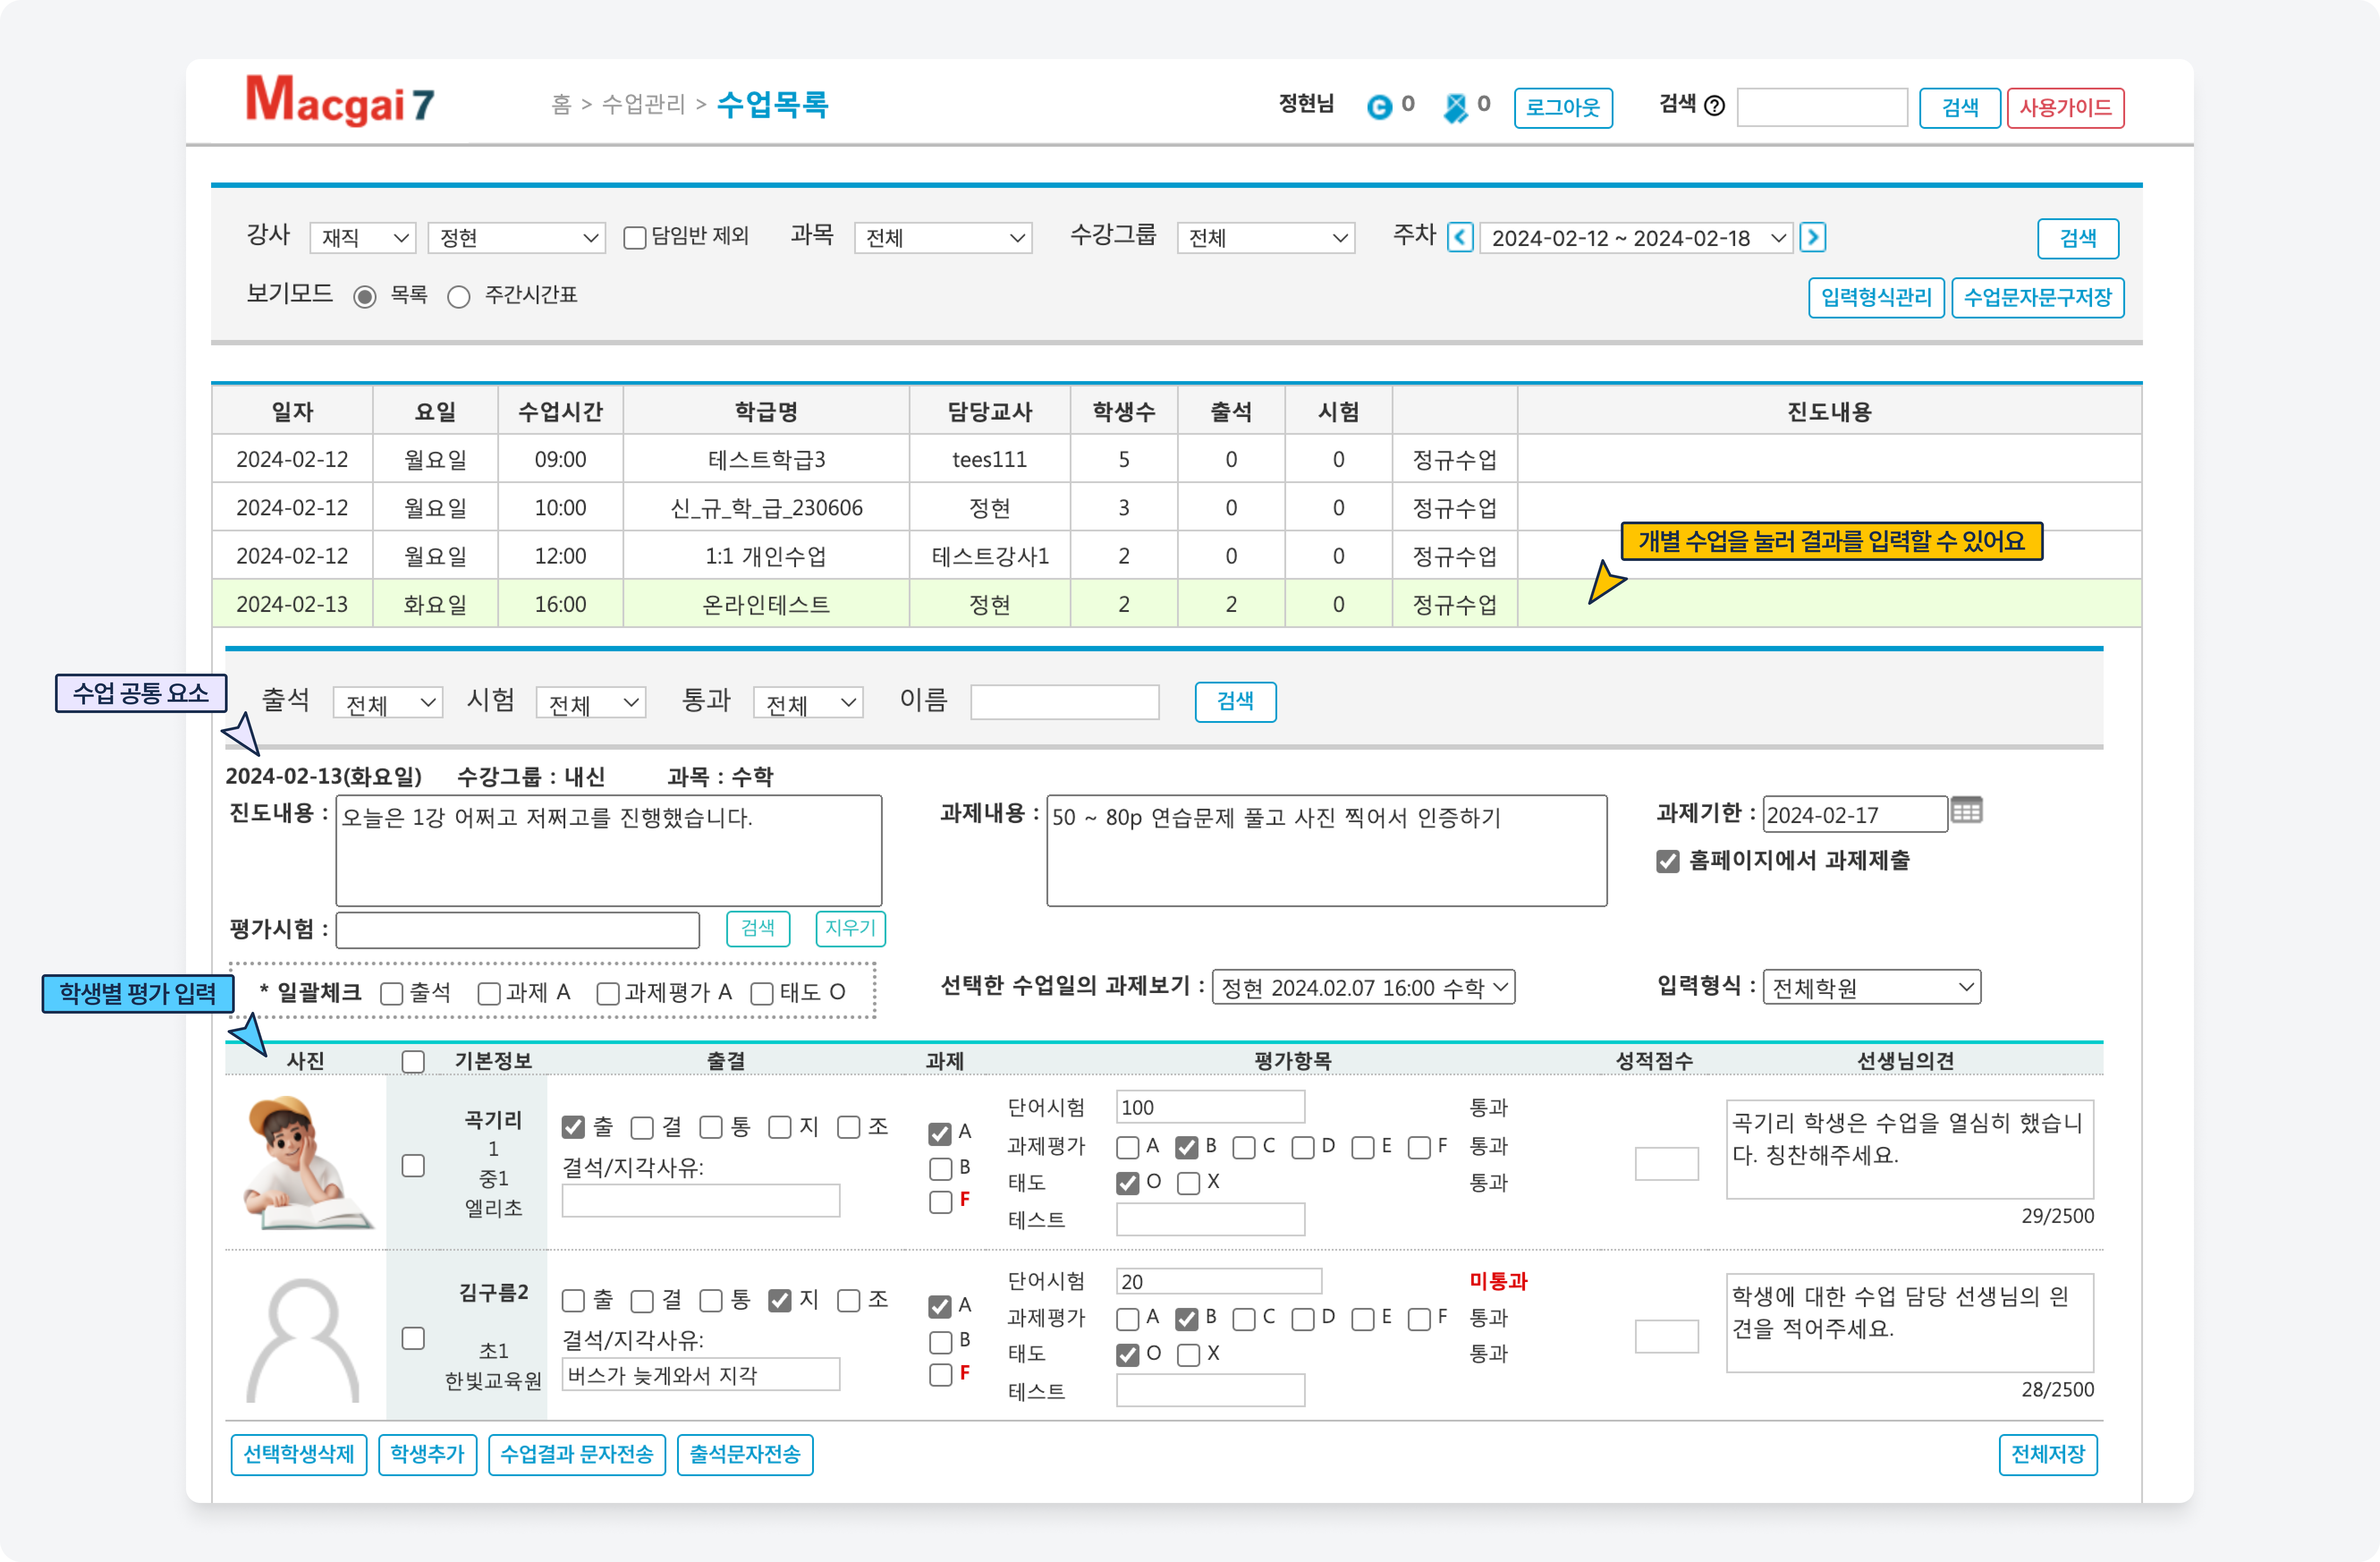 Macgai 7
홈 > 수업관리 > 수업목록
정현님 0 0 로그아웃 검색 검색 사용가이드
강사 재직 정현 담임반 제외 과목 전체 수강그룹 전체 주차 2024-02-12 ~ 2024-02-18 검색
보기모드 목록 주간시간표 입력형식관리 수업문자문구저장
일자 요일 수업시간 학급명 담당교사 학생수 출석 시험 진도내용
2024-02-12 월요일 09:00 테스트학급3 tees111 5 0 0 정규수업
2024-02-12 월요일 10:00 신_규_학_급_230606 정현 3 0 0 정규수업
개별 수업을 눌러 결과를 입력할 수 있어요
2024-02-12 월요일 12:00 1:1 개인수업 테스트강사1 2 0 0 정규수업
2024-02-13 화요일 16:00 온라인테스트 정현 2 2 0 정규수업
수업 공통 요소
출석 전체 시험 전체 통과 전체 이름 검색
2024-02-13(화요일) 수강그룹 : 내신 과목 : 수학
진도내용 : 오늘은 1강 어쩌고 저쩌고를 진행했습니다. 과제내용 : 50 ~ 80p 연습문제 풀고 사진 찍어서 인증하기 과제기한 : 2024-02-17
홈페이지에서 과제제출
평가시험 : 검색 지우기
학생별 평가 입력
* 일괄체크 출석 과제 A 과제평가 A 태도 O 선택한 수업일의 과제보기 : 정현 2024.02.07 16:00 수학 입력형식 : 전체학원
사진 기본정보 출결 과제 평가항목 성적점수 선생님의견
곡기리
1
중1
엘리초
출 결 통 지 조
결석/지각사유:
A
B
F
단어시험 100 통과
과제평가 A B C D E F 통과
태도 O X 통과
테스트
곡기리 학생은 수업을 열심히 했습니
다. 칭찬해주세요.
29/2500
김구름2
초1
한빛교육원
출 결 통 지 조
결석/지각사유:
버스가 늦게와서 지각
A
B
F
단어시험 20 미통과
과제평가 A B C D E F 통과
태도 O X 통과
테스트
학생에 대한 수업 담당 선생님의 읜
견을 적어주세요.
28/2500
선택학생삭제 학생추가 수업결과 문자전송 출석문자전송 전체저장